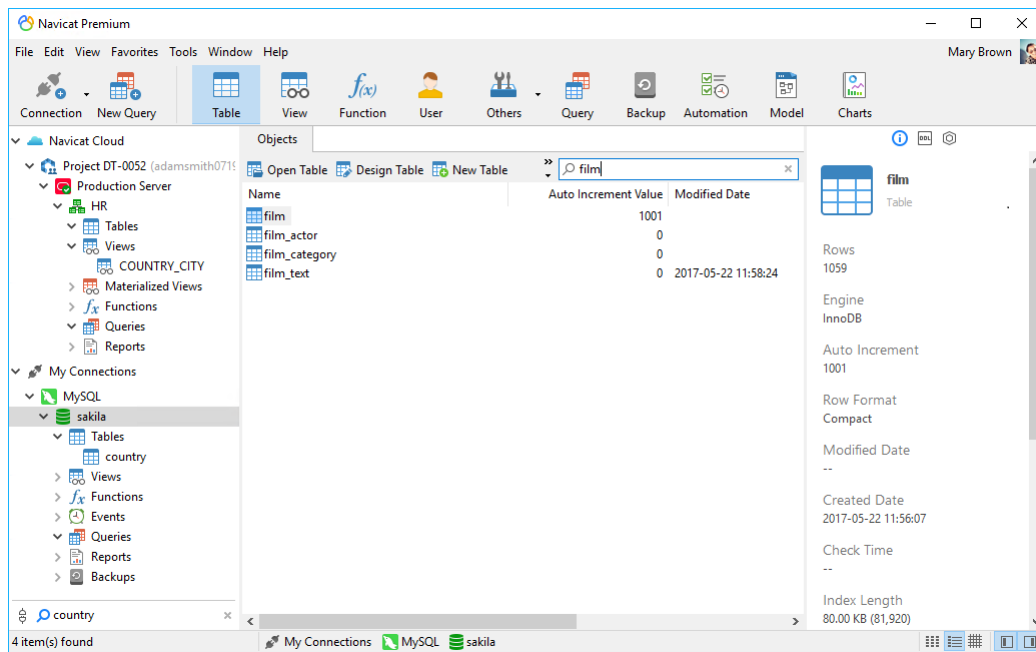 Navicat Premium
File Edit View Favorites Tools Window Help Mary Brown
Connection New Query Table View Function User Others Query Backup Automation Model Charts
f(x)
Navicat Cloud
Project DT-0052 (adamsmith0719
Production Server
HR
Tables
Views
COUNTRY_CITY
Materialized Views
fx Functions
Queries
Reports
My Connections
MySQL
sakila
Tables
country
Views
fx Functions
Events
Queries
Reports
Backups
country
4 item(s) found
Objects
Open Table Design Table New Table » film
Name Auto Increment Value Modified Date
film 1001
film_actor 0
film_category 0
film_text 0 2017-05-22 11:58:24
My Connections MySQL sakila
DDL
film
Table
Rows
1059
Engine
InnoDB
Auto Increment
1001
Row Format
Compact
Modified Date
--
Created Date
2017-05-22 11:56:07
Check Time
--
Index Length
80.00 KB (81,920)